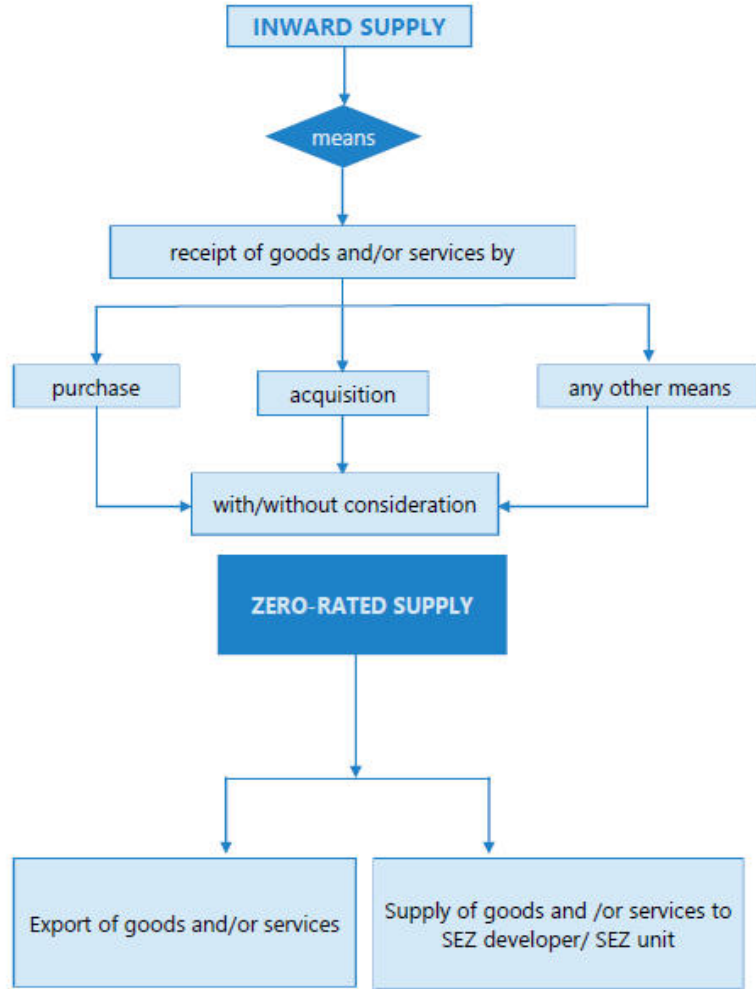 INWARD SUPPLY
means
receipt of goods and/or services by
purchase
acquisition
any other means
with/without consideration
ZERO-RATED SUPPLY
Export of goods and/or services
Supply of goods and /or services to
SEZ developer/ SEZ unit